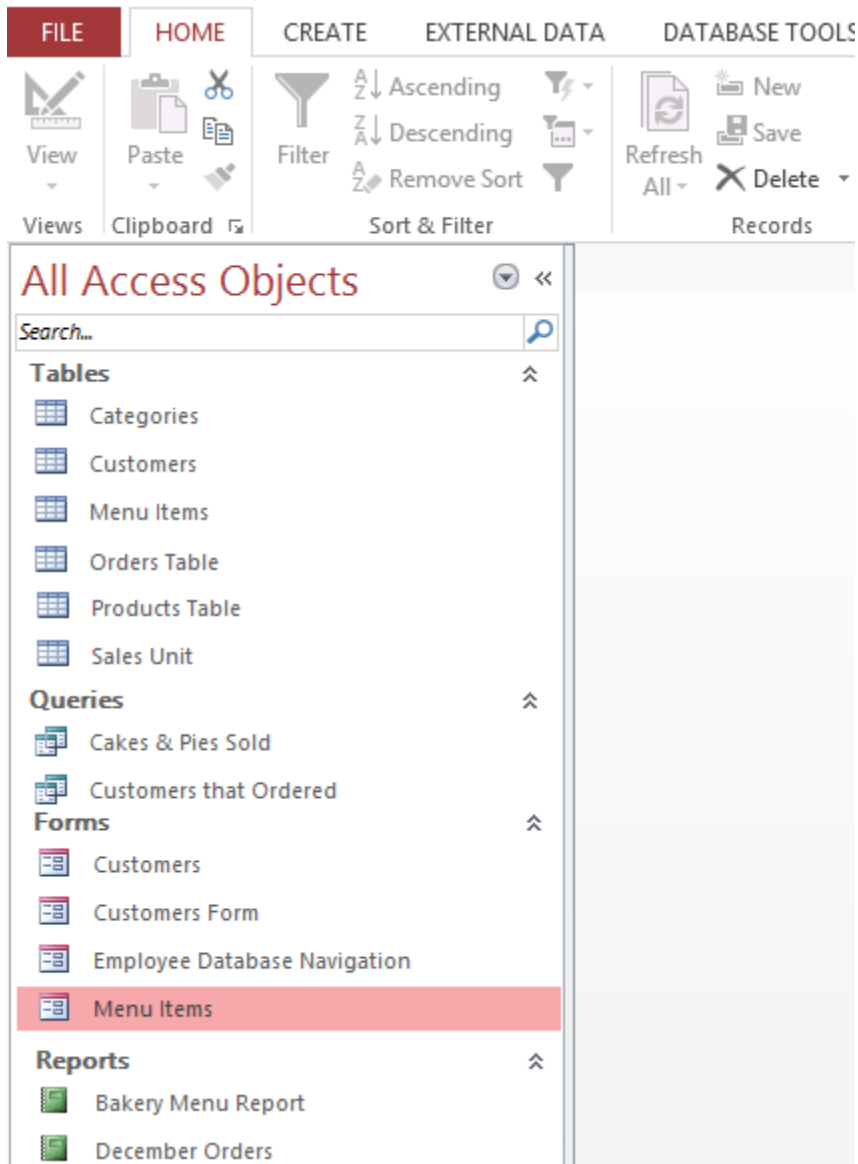 FILE HOME CREATE EXTERNAL DATA DATABASE TOOLS
View
Paste
Filter
Ascending
Descending
Remove Sort
Refresh
All
New
Save
Delete
Views Clipboard Sort & Filter Records
All Access Objects
Search...
Tables
Categories
Customers
Menu Items
Orders Table
Products Table
Sales Unit
Queries
Cakes & Pies Sold
Customers that Ordered
Forms
Customers
Customers Form
Employee Database Navigation
Menu Items
Reports
Bakery Menu Report
December Orders